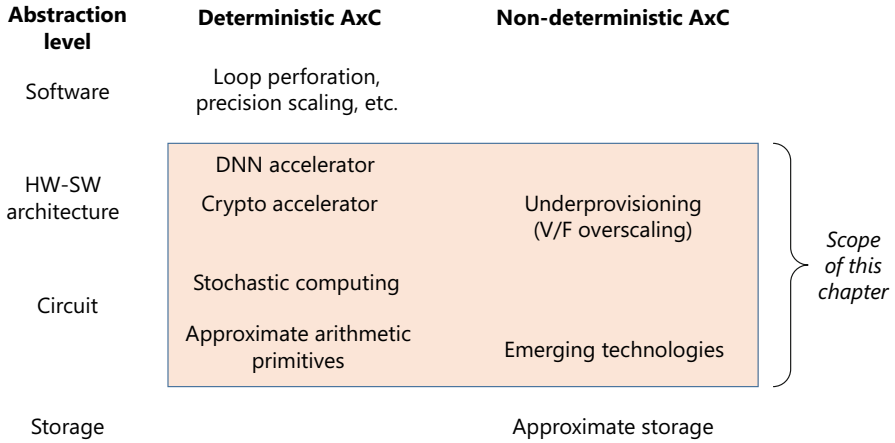 Abstraction
level
Deterministic AxC
Non-deterministic AxC
Software
Loop perforation,
precision scaling, etc.
HW-SW
architecture
DNN accelerator
Crypto accelerator
Underprovisioning
(V/F overscaling)
Scope
of this
chapter
Circuit
Stochastic computing
Approximate arithmetic
primitives
Emerging technologies
Storage
Approximate storage